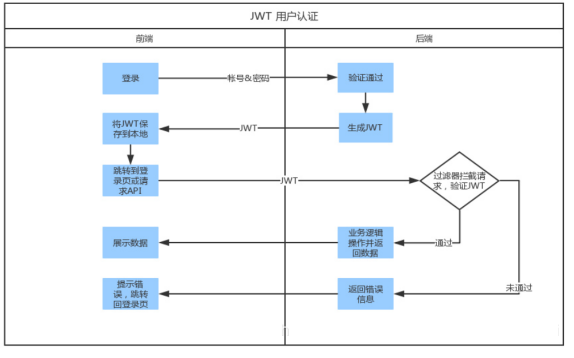 JWT 用户认证
前端
后端
登录
帐号&密码
验证通过
将JWT保
存到本地
JWT
生成JWT
跳转到登
录页或请
求API
JWT
过滤器拦截请
求，验证JWT
展示数据
业务逻辑
操作并返
回数据
通过
未通过
提示错
误，跳转
回登录页
返回错误
信息